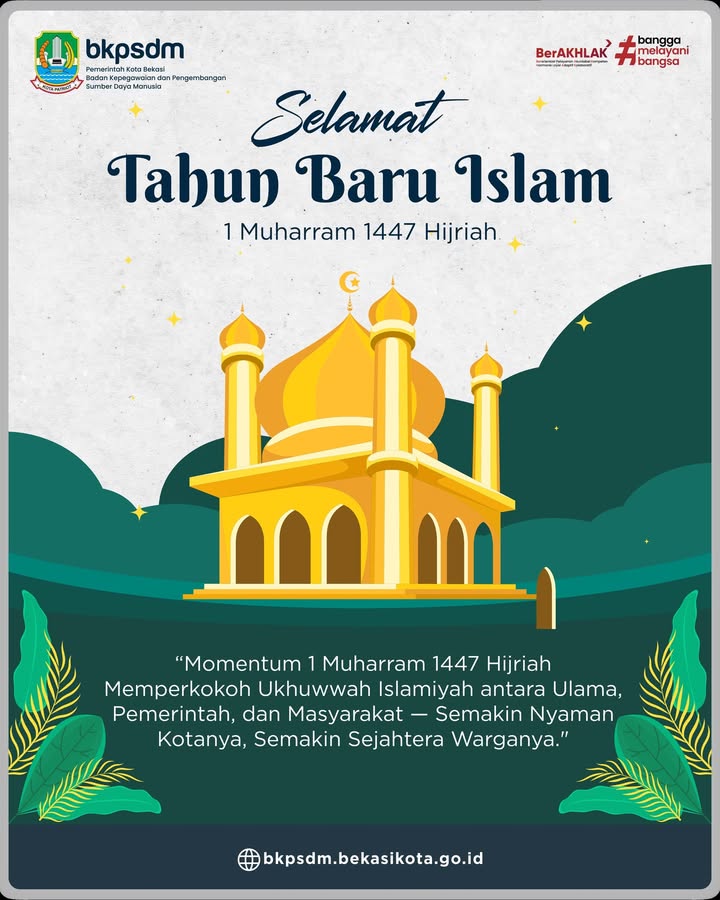 bkpsdm
Pemerintah Kota Bekasi
Badan Kepegawaian dan Pengembangan
Sumber Daya Manusia
KOTA PATRIOT
BerAKHLAK
#bangga
melayani
bangsa
Selamat
Tahun Baru Islam
1 Muharram 1447 Hijriah
“Momentum 1 Muharram 1447 Hijriah
Memperkokoh Ukhuwwah Islamiyah antara Ulama,
Pemerintah, dan Masyarakat — Semakin Nyaman
Kotanya, Semakin Sejahtera Warganya."
bkpsdm.bekasikota.go.id